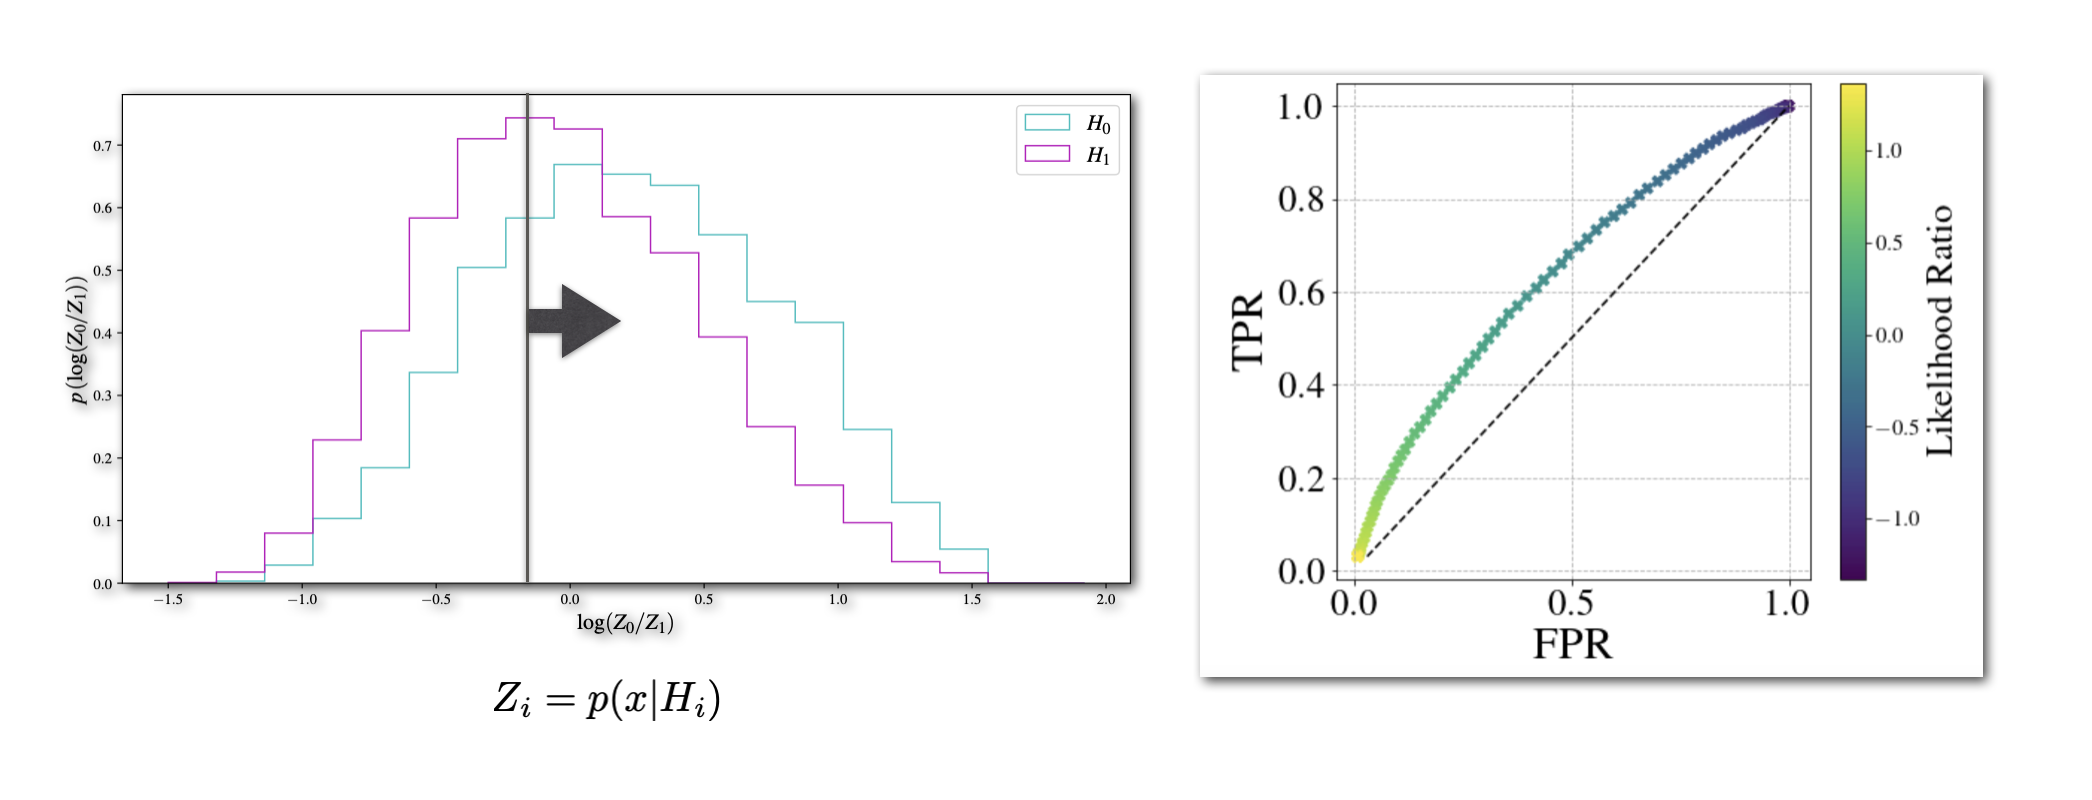 H₀
H₁
0.7
0.6
0.5
0.4
0.3
0.2
0.1
0.0
p(log(Z₀/Z₁))
−1.5 −1.0 −0.5 0.0 0.5 1.0 1.5 2.0
log(Z₀/Z₁)
Zᵢ = p(x|Hᵢ)
1.0
0.8
0.6
0.4
0.2
0.0
TPR
0.0 0.5 1.0
FPR
1.0
0.5
0.0
−0.5
−1.0
Likelihood Ratio